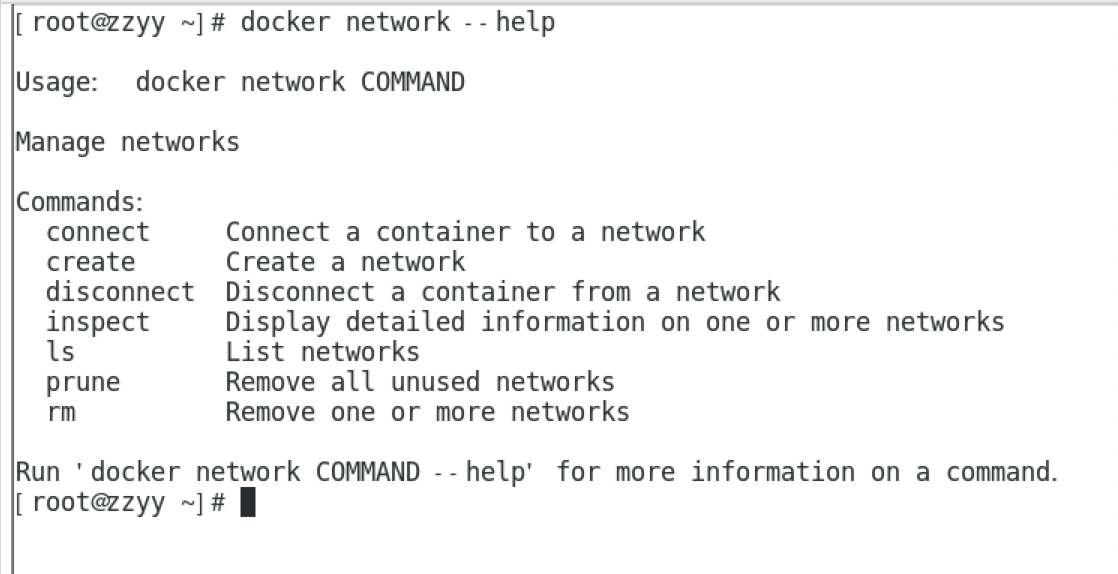 [root@zzyy ~]# docker network --help
Usage:  docker network COMMAND
Manage networks
Commands:
  connect     Connect a container to a network
  create      Create a network
  disconnect  Disconnect a container from a network
  inspect     Display detailed information on one or more networks
  ls          List networks
  prune       Remove all unused networks
  rm          Remove one or more networks
Run 'docker network COMMAND --help' for more information on a command.
[root@zzyy ~]#